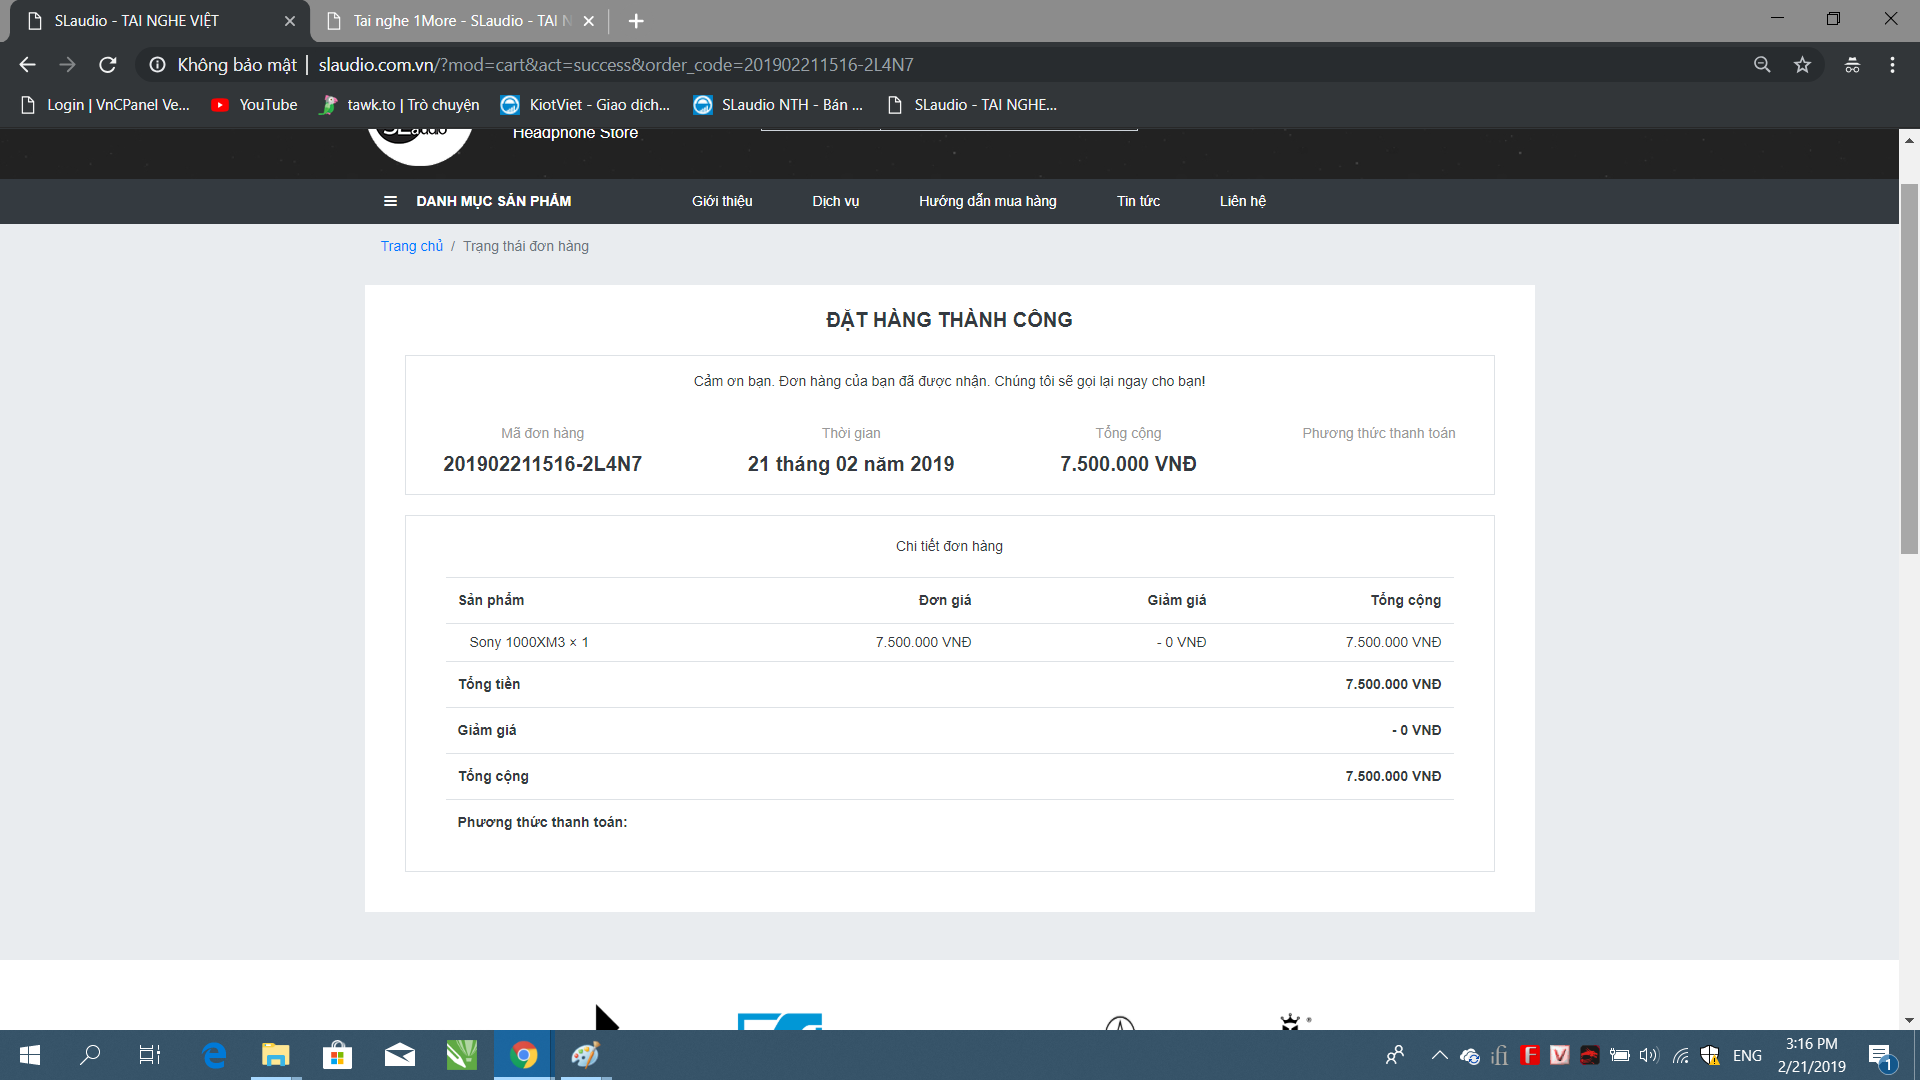 SLaudio - TAI NGHE VIỆT
Tai nghe 1More - SLaudio - TAI N
Không bảo mật | slaudio.com.vn/?mod=cart&act=success&order_code=201902211516-2L4N7
Login | VnCPanel Ve... YouTube tawk.to | Trò chuyện KiotViet - Giao dịch... SLaudio NTH - Bán ... SLaudio - TAI NGHE...
SLaudio
Headphone Store
DANH MỤC SẢN PHẨM Giới thiệu Dịch vụ Hướng dẫn mua hàng Tin tức Liên hệ
Trang chủ / Trạng thái đơn hàng
ĐẶT HÀNG THÀNH CÔNG
Cảm ơn bạn. Đơn hàng của bạn đã được nhận. Chúng tôi sẽ gọi lại ngay cho bạn!
Mã đơn hàng Thời gian Tổng cộng Phương thức thanh toán
201902211516-2L4N7 21 tháng 02 năm 2019 7.500.000 VNĐ
Chi tiết đơn hàng
Sản phẩm Đơn giá Giảm giá Tổng cộng
Sony 1000XM3 × 1 7.500.000 VNĐ - 0 VNĐ 7.500.000 VNĐ
Tổng tiền 7.500.000 VNĐ
Giảm giá - 0 VNĐ
Tổng cộng 7.500.000 VNĐ
Phương thức thanh toán:
ENG
3:16 PM
2/21/2019
1